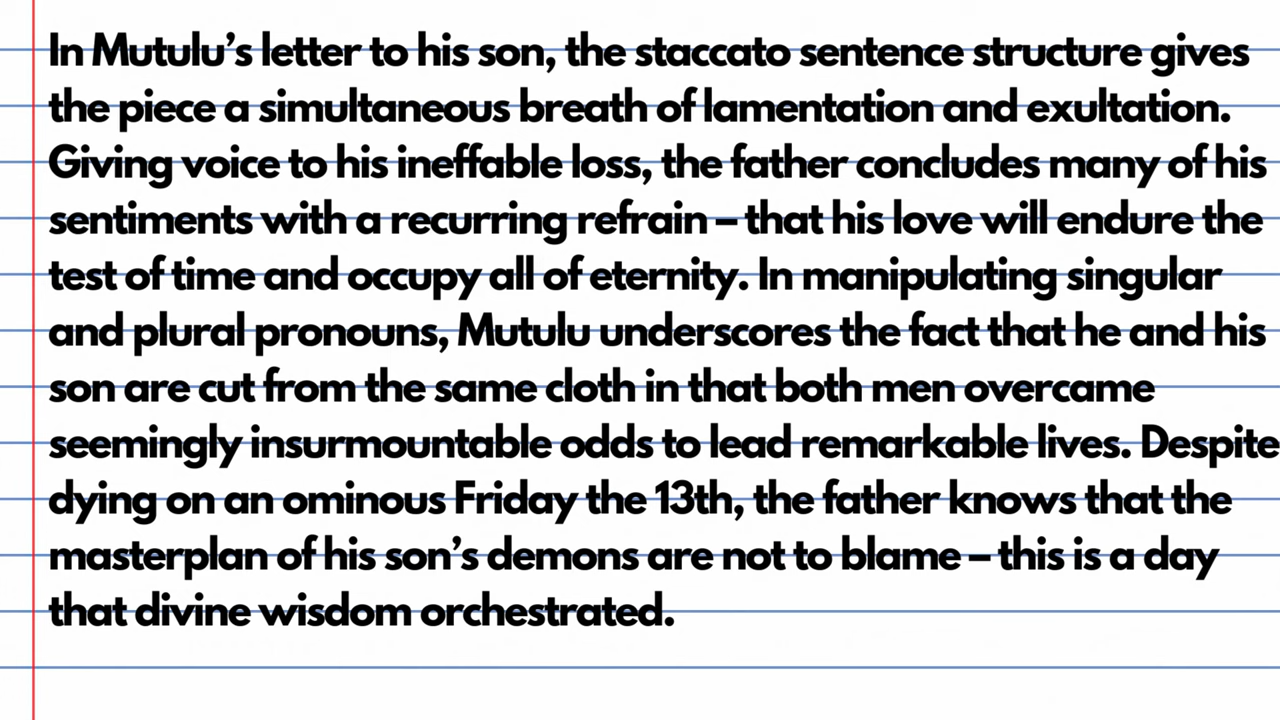 In Mutulu’s letter to his son, the staccato sentence structure gives
the piece a simultaneous breath of lamentation and exultation.
Giving voice to his ineffable loss, the father concludes many of his
sentiments with a recurring refrain – that his love will endure the
test of time and occupy all of eternity. In manipulating singular
and plural pronouns, Mutulu underscores the fact that he and his
son are cut from the same cloth in that both men overcame
seemingly insurmountable odds to lead remarkable lives. Despite
dying on an ominous Friday the 13th, the father knows that the
masterplan of his son’s demons are not to blame – this is a day
that divine wisdom orchestrated.